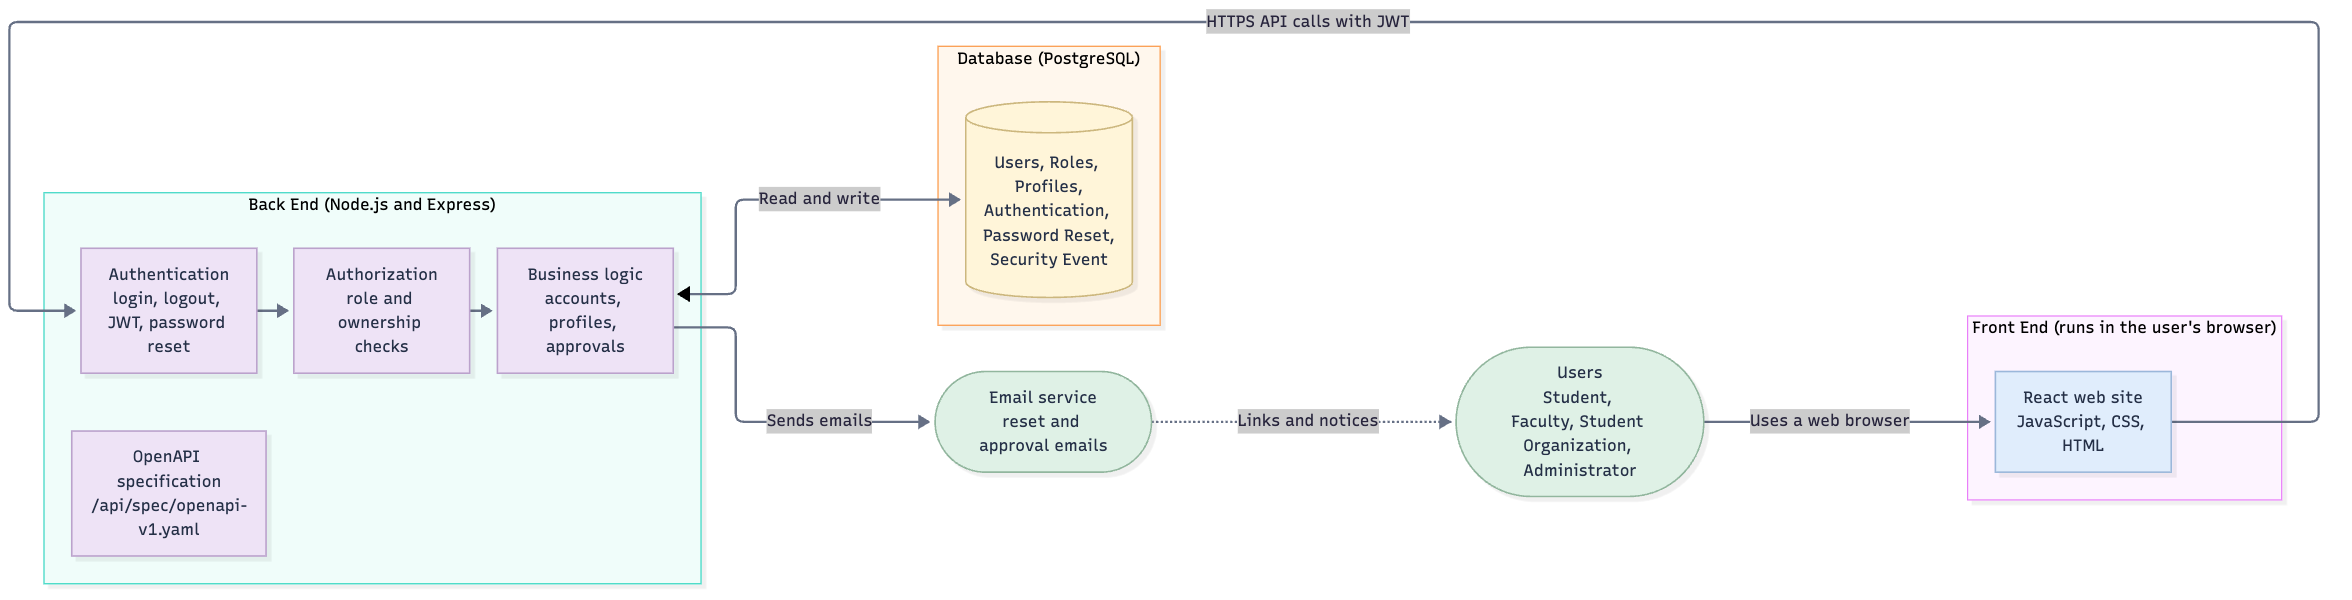 HTTPS API calls with JWT
Database (PostgreSQL)
Users, Roles,
Profiles,
Authentication,
Password Reset,
Security Event
Read and write
Back End (Node.js and Express)
Authentication
login, logout,
JWT, password
reset
Authorization
role and
ownership
checks
Business logic
accounts,
profiles,
approvals
OpenAPI
specification
/api/spec/openapi-
v1.yaml
Sends emails
Email service
reset and
approval emails
Links and notices
Users
Student,
Faculty, Student
Organization,
Administrator
Uses a web browser
Front End (runs in the user's browser)
React web site
JavaScript, CSS,
HTML